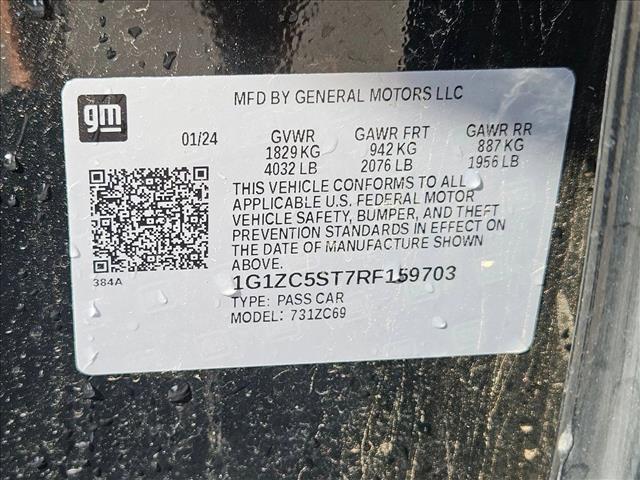 gm
MFD BY GENERAL MOTORS LLC
01/24 GVWR GAWR FRT GAWR RR
1829 KG 942 KG 887 KG
4032 LB 2076 LB 1956 LB
THIS VEHICLE CONFORMS TO ALL
APPLICABLE U.S. FEDERAL MOTOR
VEHICLE SAFETY, BUMPER, AND THEFT
PREVENTION STANDARDS IN EFFECT ON
THE DATE OF MANUFACTURE SHOWN
ABOVE.
384A
1G1ZC5ST7RF159703
TYPE: PASS CAR
MODEL: 731ZC69